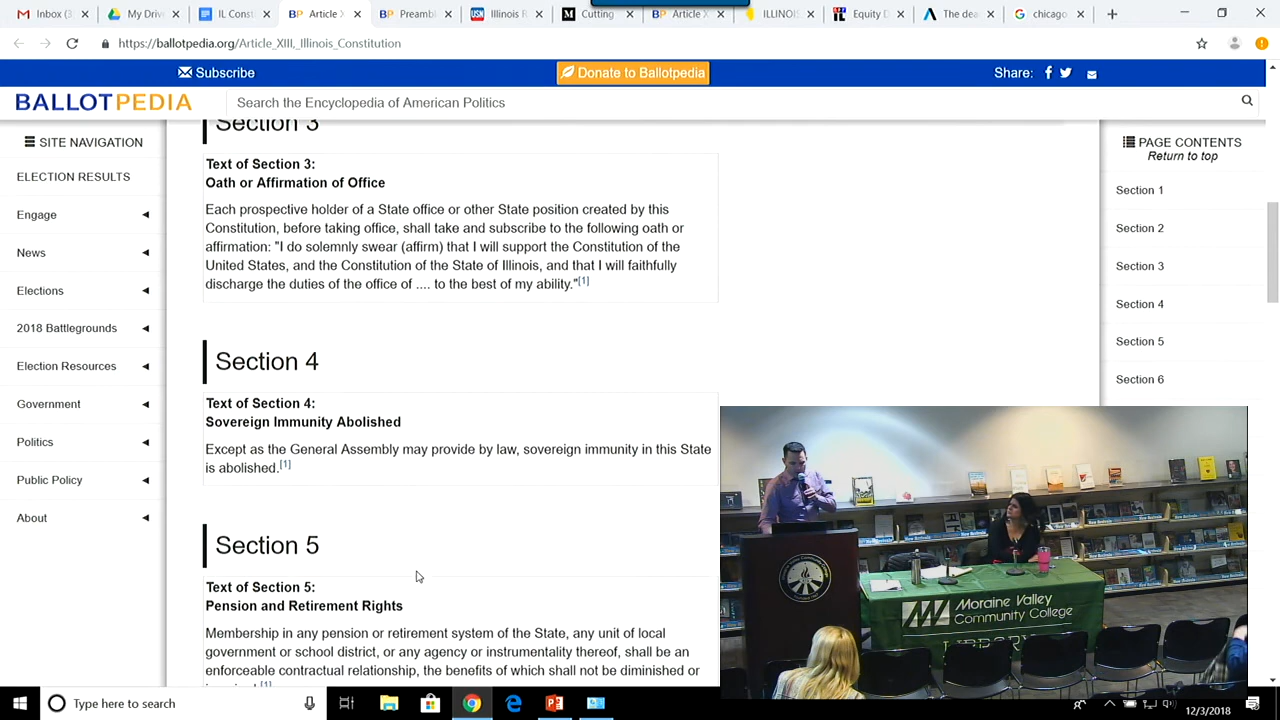 Inbox (3
My Drive
IL Const
Article X
Preambl
Illinois R
Cutting
Article X
ILLINOIS
Equity D
The dea
chicago
https://ballotpedia.org/Article_XIII,_Illinois_Constitution
Subscribe
Donate to Ballotpedia
Share:
BALLOTPEDIA
Search the Encyclopedia of American Politics
SITE NAVIGATION
ELECTION RESULTS
Engage
News
Elections
2018 Battlegrounds
Election Resources
Government
Politics
Public Policy
About
Section 3
Text of Section 3:
Oath or Affirmation of Office
Each prospective holder of a State office or other State position created by this
Constitution, before taking office, shall take and subscribe to the following oath or
affirmation: "I do solemnly swear (affirm) that I will support the Constitution of the
United States, and the Constitution of the State of Illinois, and that I will faithfully
discharge the duties of the office of .... to the best of my ability."[1]
Section 4
Text of Section 4:
Sovereign Immunity Abolished
Except as the General Assembly may provide by law, sovereign immunity in this State
is abolished.[1]
Section 5
Text of Section 5:
Pension and Retirement Rights
Membership in any pension or retirement system of the State, any unit of local
government or school district, or any agency or instrumentality thereof, shall be an
enforceable contractual relationship, the benefits of which shall not be diminished or
PAGE CONTENTS
Return to top
Section 1
Section 2
Section 3
Section 4
Section 5
Section 6
Moraine Valley
Community College
LIBRARY
Type here to search
12/3/2018